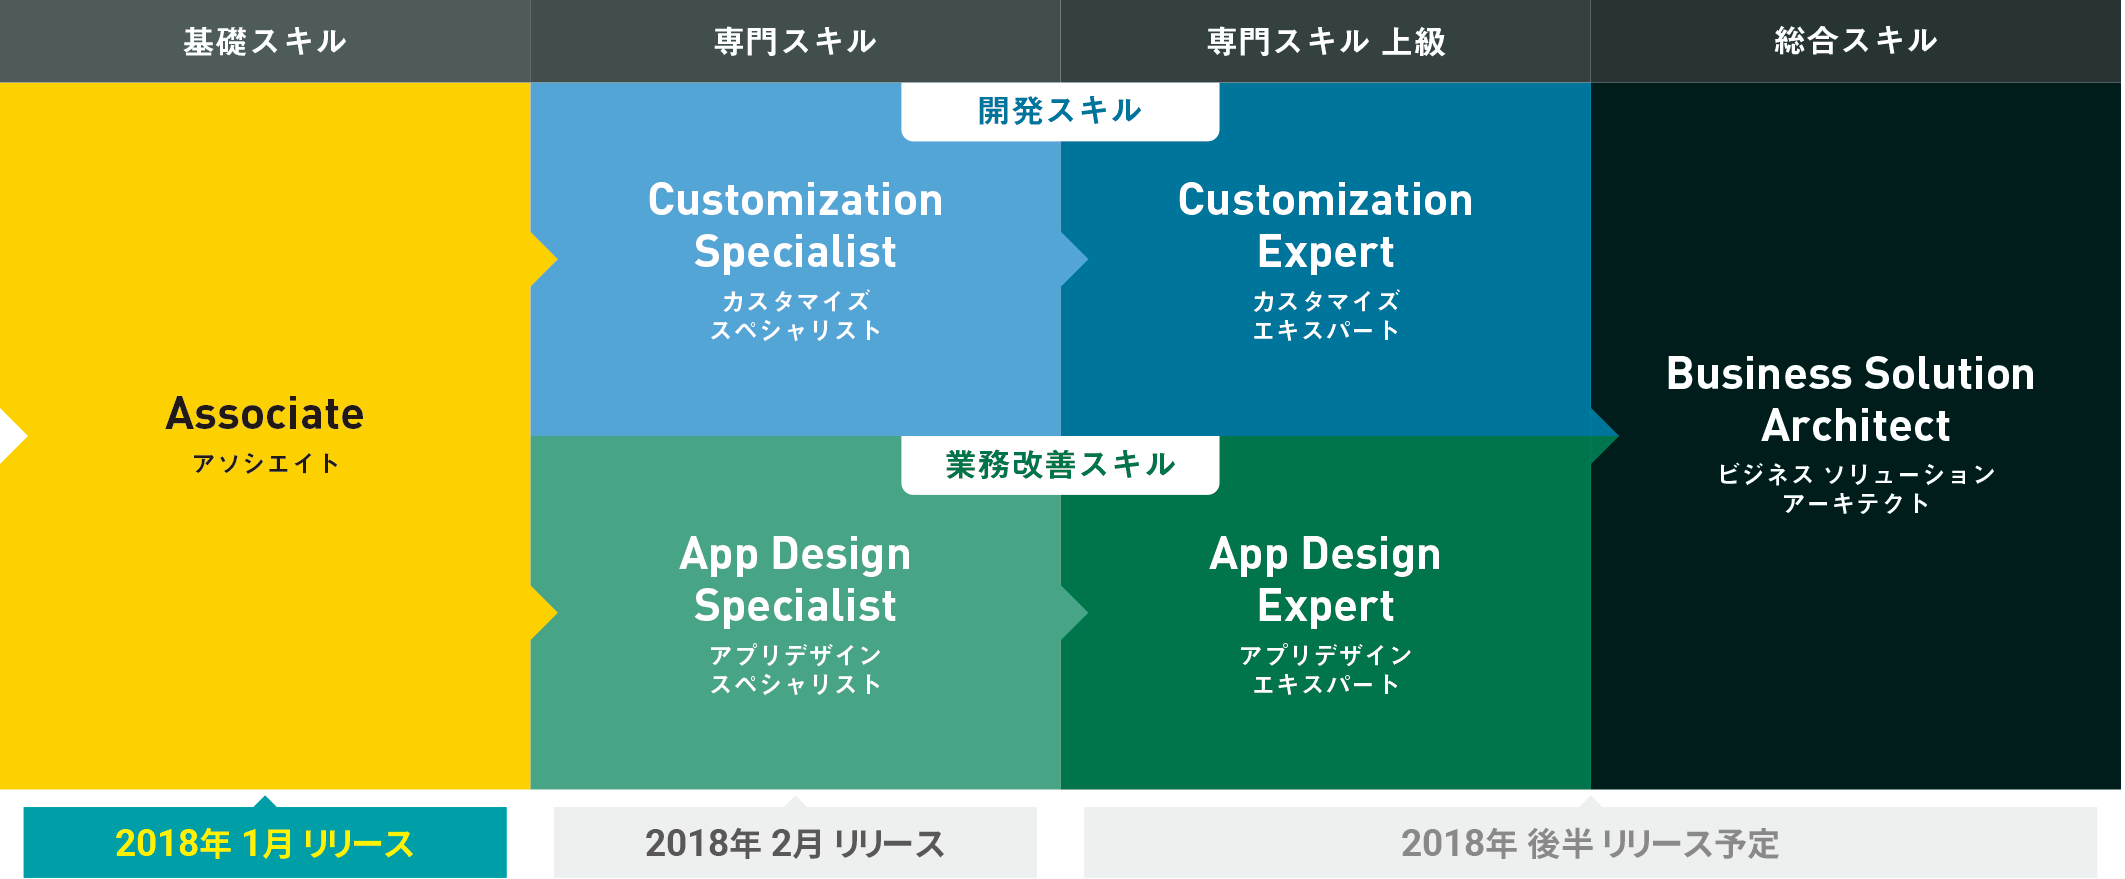 基礎スキル
専門スキル
専門スキル 上級
総合スキル
Associate
アソシエイト
開発スキル
Customization
Specialist
カスタマイズ
スペシャリスト
Customization
Expert
カスタマイズ
エキスパート
業務改善スキル
App Design
Specialist
アプリデザイン
スペシャリスト
App Design
Expert
アプリデザイン
エキスパート
Business Solution
Architect
ビジネス ソリューション
アーキテクト
2018年 1月 リリース
2018年 2月 リリース
2018年 後半 リリース予定